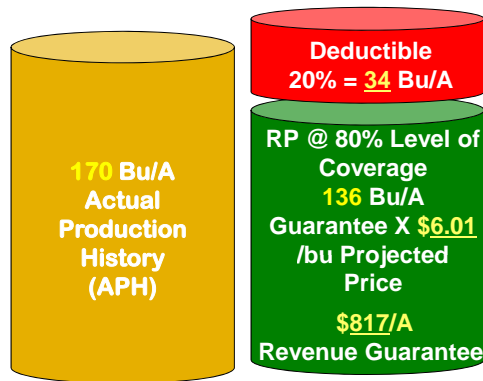 170 Bu/A
Actual
Production
History
(APH)
Deductible
20% = 34 Bu/A
RP @ 80% Level of
Coverage
136 Bu/A
Guarantee X $6.01
/bu Projected
Price
$817/A
Revenue Guarantee